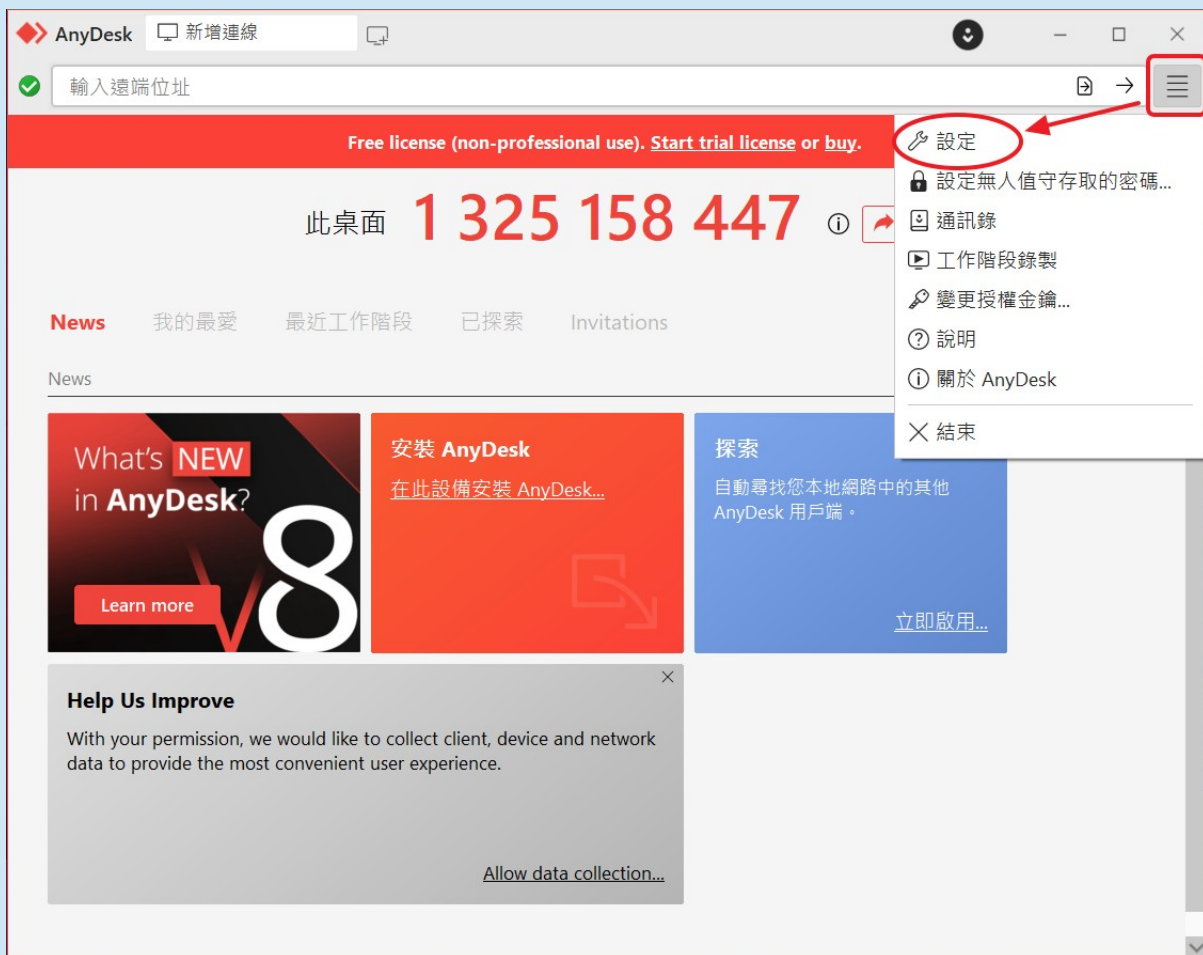 AnyDesk 新增連線
輸入遠端位址
Free license (non-professional use). Start trial license or buy.
設定
設定無人值守存取的密碼...
通訊錄
工作階段錄製
變更授權金鑰...
說明
關於 AnyDesk
結束
此桌面 1 325 158 447
News 我的最愛 最近工作階段 已探索 Invitations
News
What's NEW
in AnyDesk?
V8
Learn more
安裝 AnyDesk
在此設備安裝 AnyDesk...
探索
自動尋找您本地網路中的其他
AnyDesk 用戶端。
立即啟用...
Help Us Improve
With your permission, we would like to collect client, device and network
data to provide the most convenient user experience.
Allow data collection...